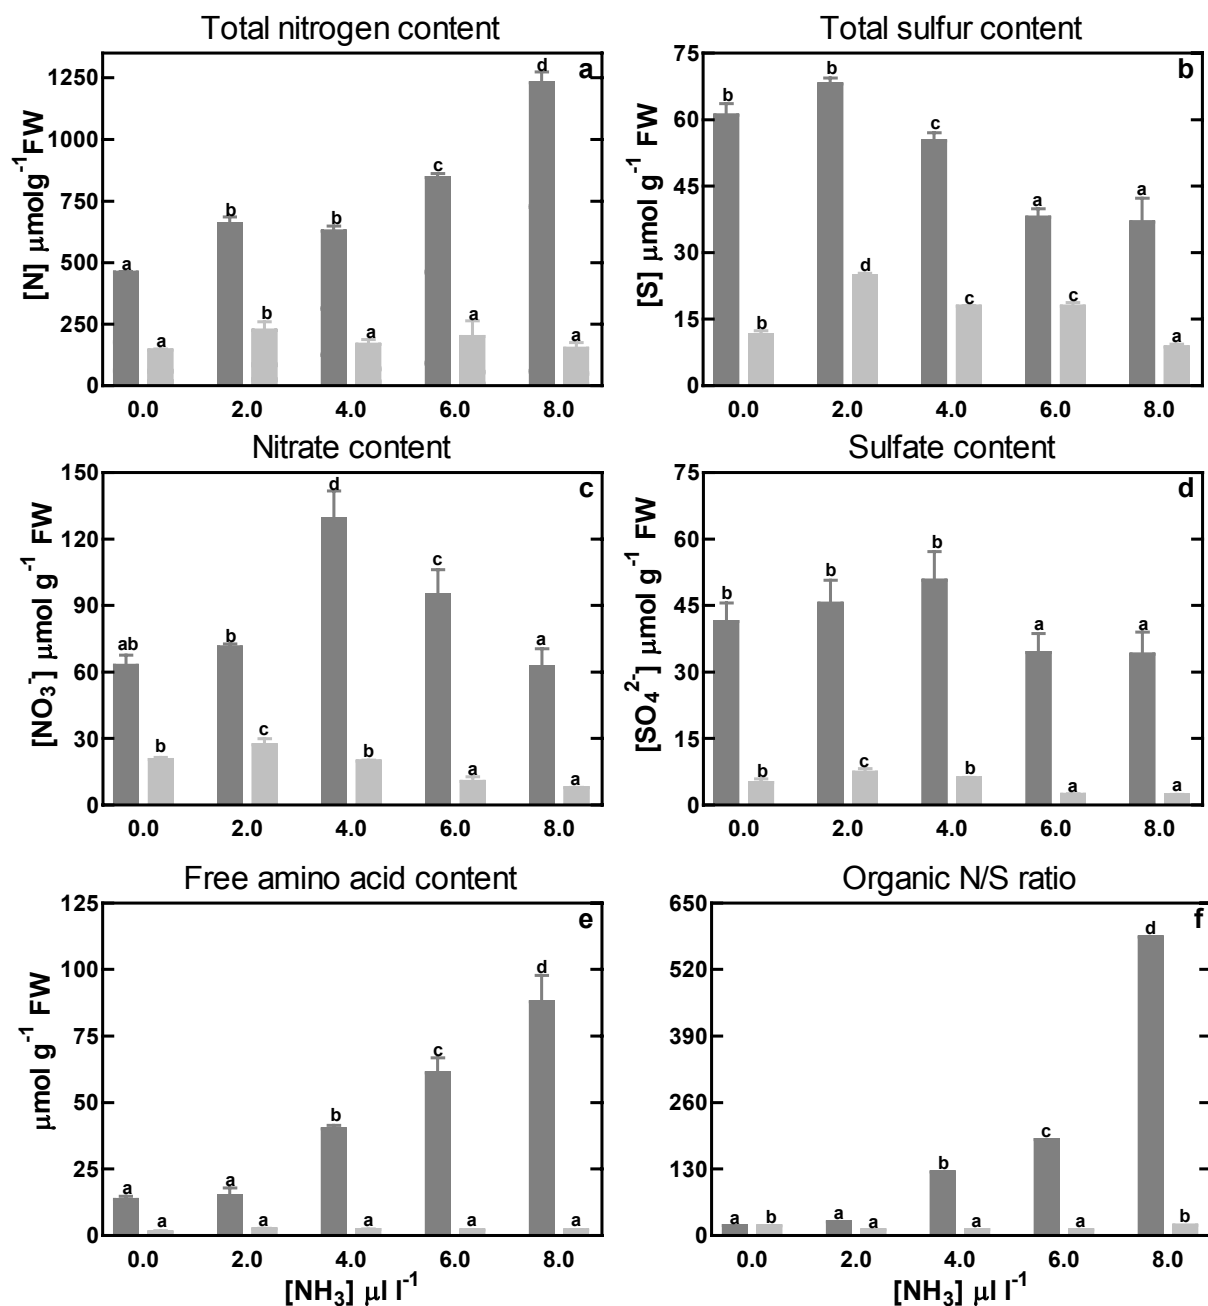 Total nitrogen content
a
[N] μmolg⁻¹FW
1250
1000
750
500
250
0
a a b b b a c a d a
0.0 2.0 4.0 6.0 8.0
Total sulfur content
b
[S] μmol g⁻¹ FW
75
60
45
30
15
0
b b b d c c a c a a
0.0 2.0 4.0 6.0 8.0
Nitrate content
c
[NO₃⁻] μmol g⁻¹ FW
150
120
90
60
30
0
ab b b c d b c a a a
0.0 2.0 4.0 6.0 8.0
Sulfate content
d
[SO₄²⁻] μmol g⁻¹ FW
75
60
45
30
15
0
b b b c b b a a a a
0.0 2.0 4.0 6.0 8.0
Free amino acid content
e
μmol g⁻¹ FW
125
100
75
50
25
0
a a a a b a c a d a
0.0 2.0 4.0 6.0 8.0
[NH₃] μl l⁻¹
Organic N/S ratio
f
650
520
390
260
130
0
a b a a b a c a d b
0.0 2.0 4.0 6.0 8.0
[NH₃] μl l⁻¹